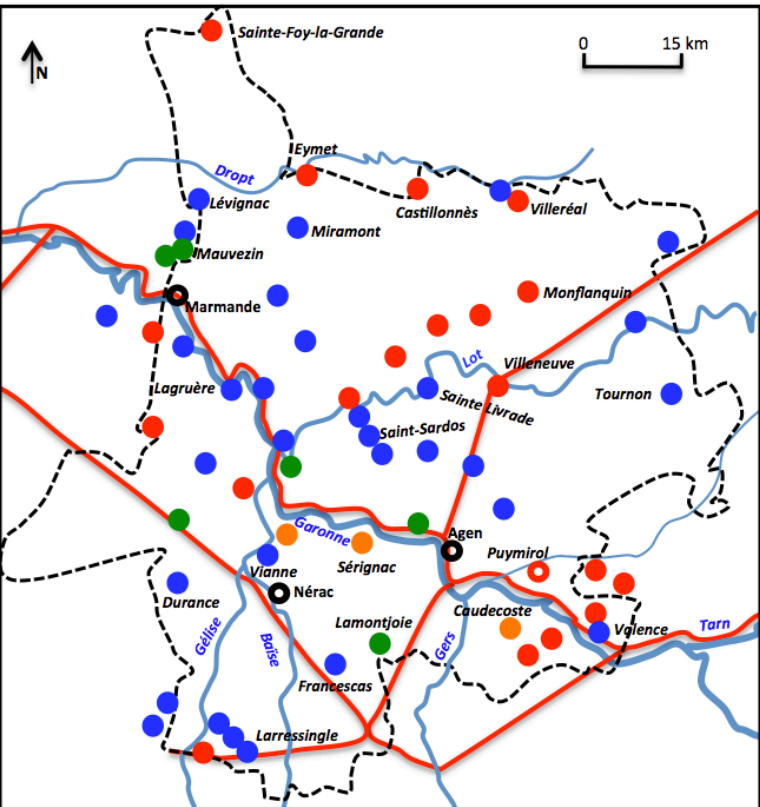 Sainte-Foy-la-Grande
0 15 km
N
Eymet
Dropt
Lévignac
Castillonnès
Villeréal
Miramont
Mauvezin
Monflanquin
Marmande
Lot
Villeneuve
Lagruère
Sainte Livrade
Tournon
Saint-Sardos
Garonne
Agen
Sérignac
Puymirol
Vianne
Nérac
Durance
Caudecoste
Lamontjoie
Valence
Tarn
Gélise
Baïse
Gers
Francescas
Larressingle